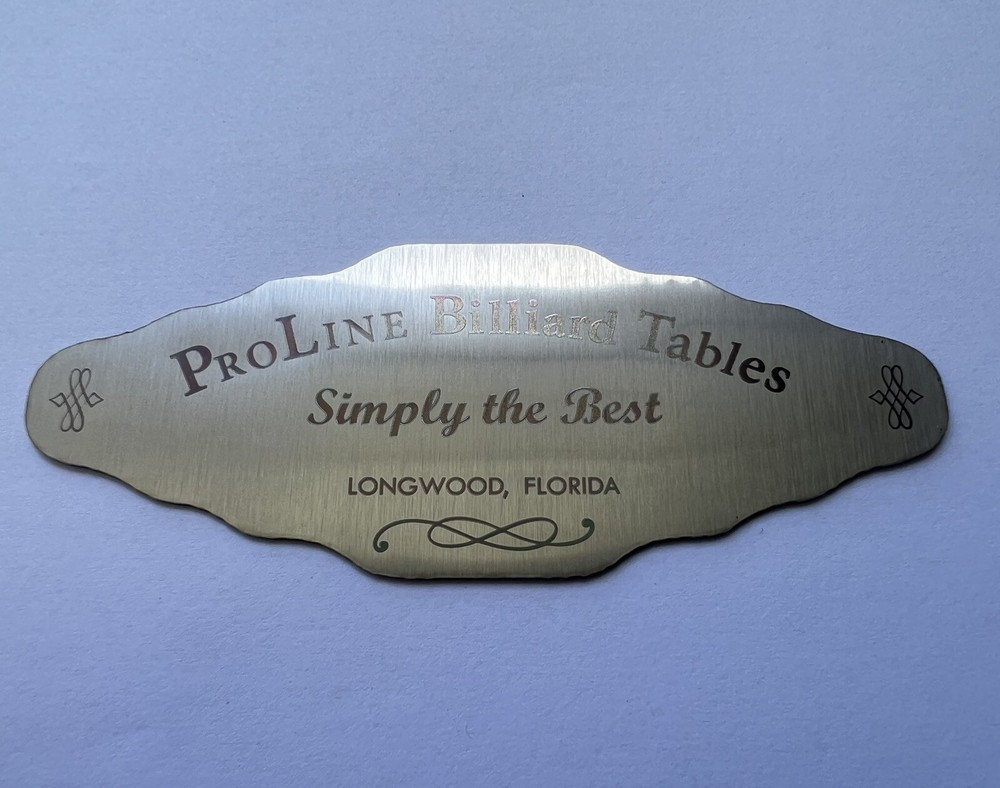 ProLine Billiard Tables
Simply the Best
LONGWOOD, FLORIDA